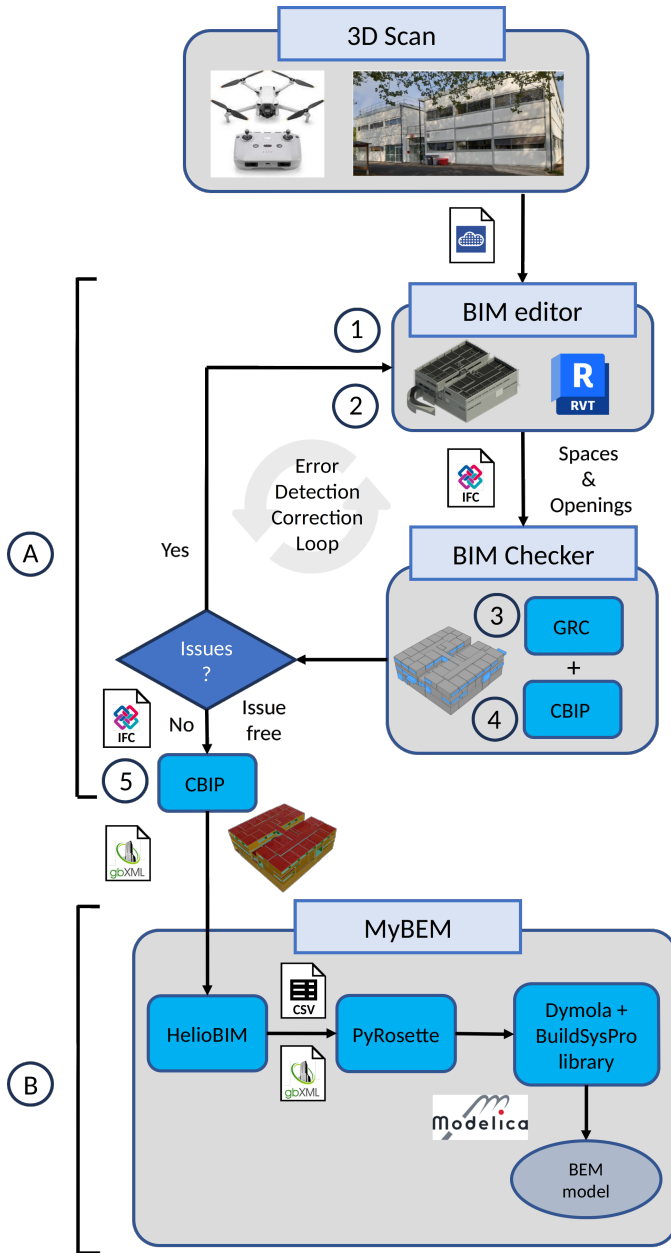 3D Scan
1
BIM editor
R
RVT
2
Error
Detection
Correction
Loop
IFC
Spaces
&
Openings
A
Yes
BIM Checker
3
GRC
+
4
CBIP
Issues
?
IFC
No
Issue
free
5
CBIP
gbXML
MyBEM
B
HelioBIM
CSV
gbXML
PyRosette
Dymola +
BuildSysPro
library
Modelica
BEM
model